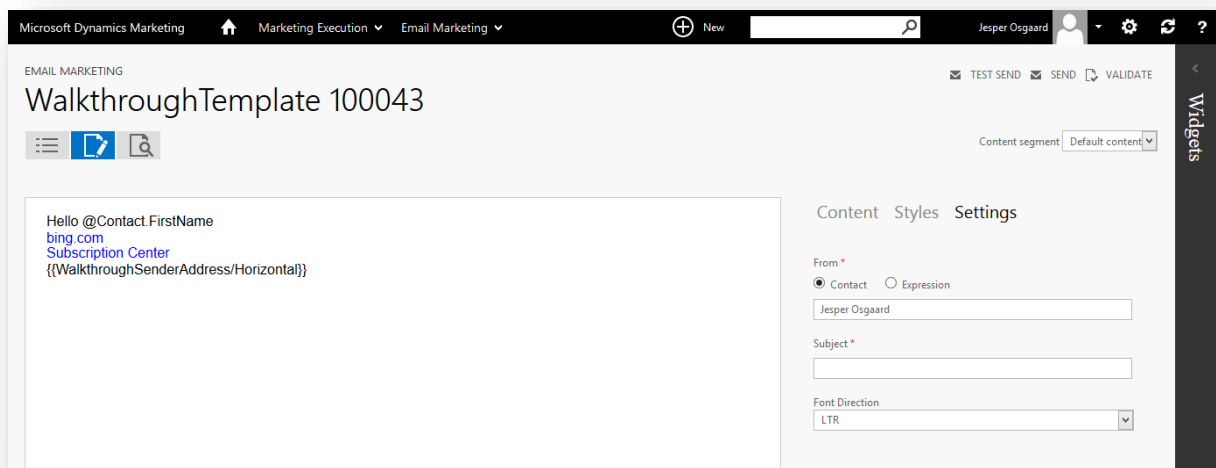 Microsoft Dynamics Marketing Marketing Execution Email Marketing New Jesper Osgaard ?
EMAIL MARKETING
TEST SEND SEND VALIDATE
WalkthroughTemplate 100043
Widgets
Content segment Default content
Hello @Contact.FirstName
bing.com
Subscription Center
{{WalkthroughSenderAddress/Horizontal}}
Content Styles Settings
From *
Contact Expression
Jesper Osgaard
Subject *
Font Direction
LTR